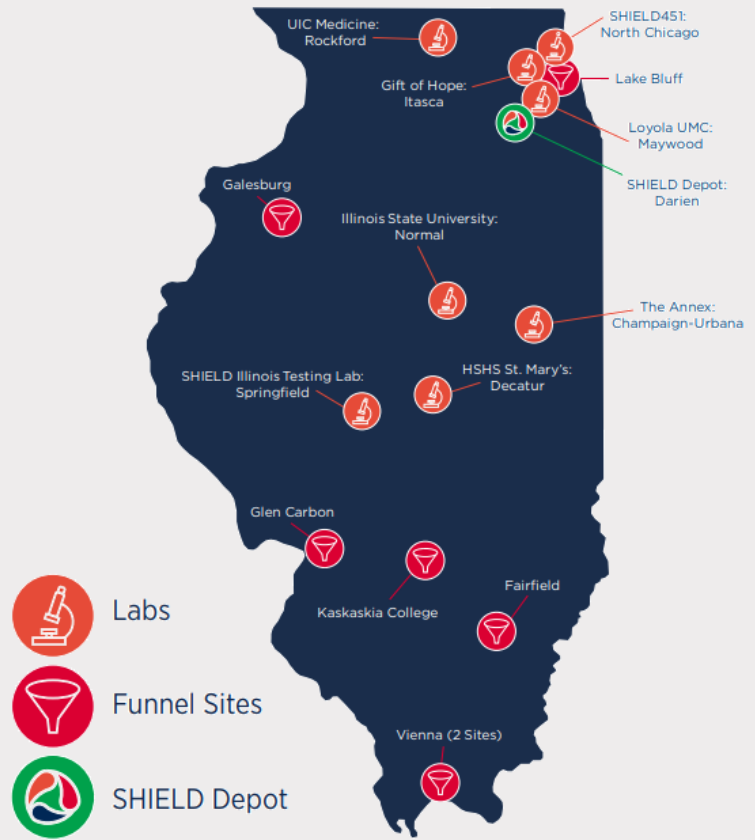 UIC Medicine:
Rockford
SHIELD451:
North Chicago
Gift of Hope:
Itasca
Lake Bluff
Loyola UMC:
Maywood
SHIELD Depot:
Darien
Galesburg
Illinois State University:
Normal
The Annex:
Champaign-Urbana
SHIELD Illinois Testing Lab:
Springfield
HSHS St. Mary's:
Decatur
Glen Carbon
Kaskaskia College
Fairfield
Vienna (2 Sites)
Labs
Funnel Sites
SHIELD Depot